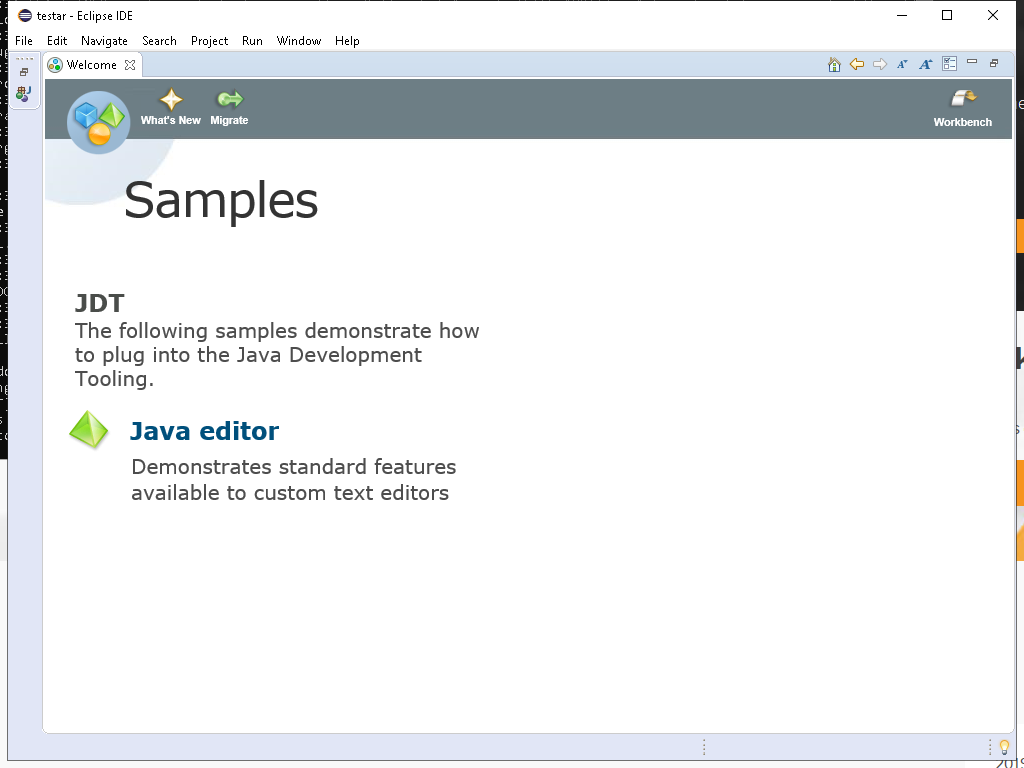 testar - Eclipse IDE
File Edit Navigate Search Project Run Window Help
Welcome
What's New Migrate Workbench
Samples
JDT
The following samples demonstrate how
to plug into the Java Development
Tooling.
Java editor
Demonstrates standard features
available to custom text editors